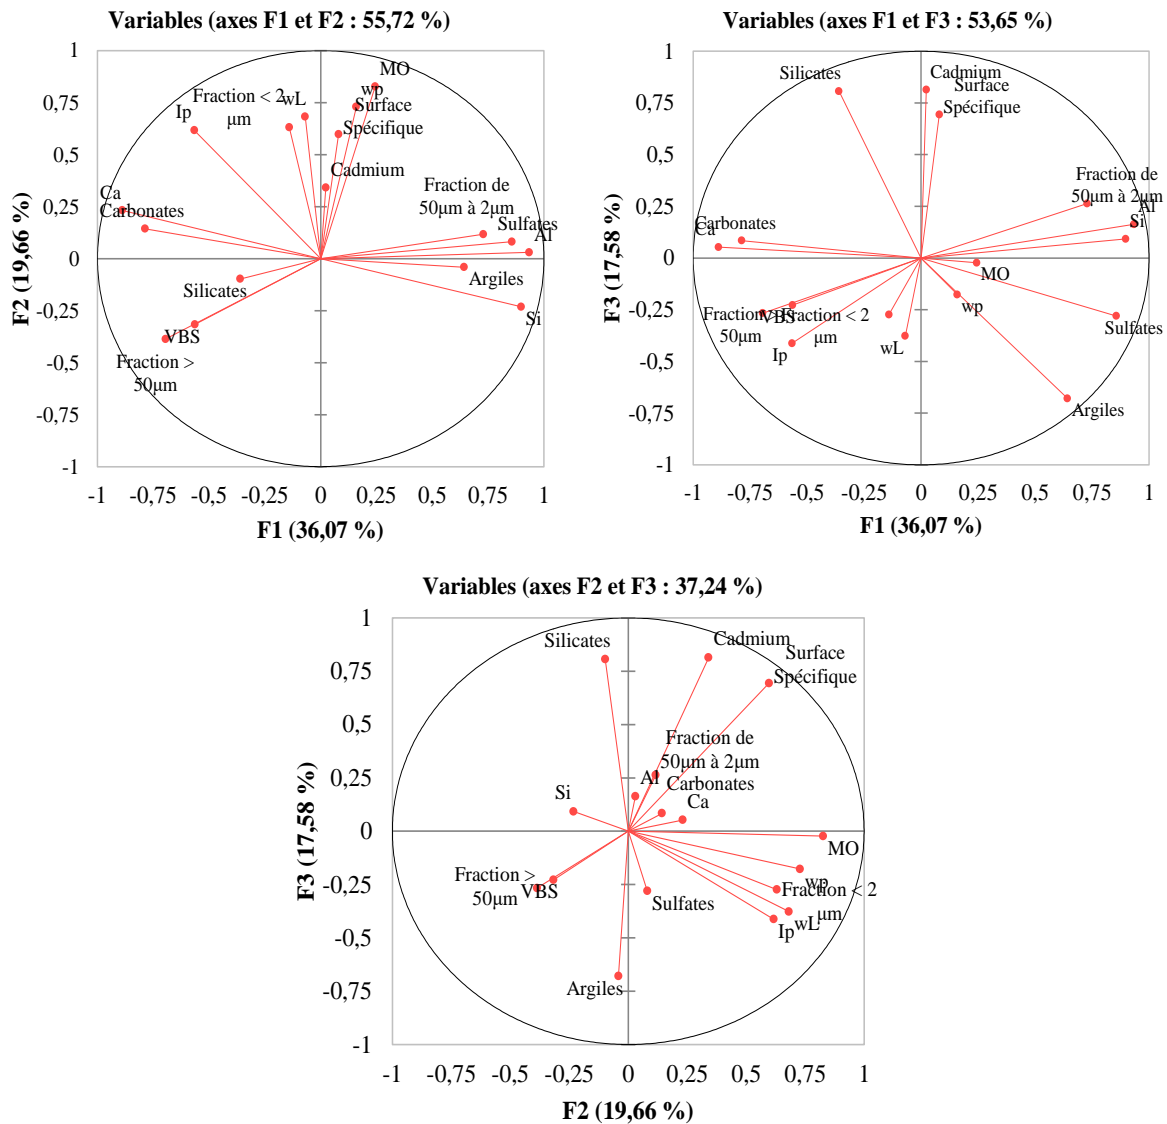 Variables (axes F1 et F2 : 55,72 %)
1
0,75
0,5
0,25
0
-0,25
-0,5
-0,75
-1
F2 (19,66 %)
MO
wp
Fraction < 2
µm
wL
Surface
Spécifique
Ip
Cadmium
Ca
Carbonates
Fraction de
50µm à 2µm
Sulfates
Al
Argiles
Silicates
Si
VBS
Fraction >
50µm
-1 -0,75 -0,5 -0,25 0 0,25 0,5 0,75 1
F1 (36,07 %)
Variables (axes F1 et F3 : 53,65 %)
1
0,75
0,5
0,25
0
-0,25
-0,5
-0,75
-1
F3 (17,58 %)
Silicates
Cadmium
Surface
Spécifique
Fraction de
50µm à 2µm
Al
Si
Carbonates
Ca
MO
wp
Fraction >
50µm
VBS
Fraction < 2
µm
Ip
wL
Sulfates
Argiles
-1 -0,75 -0,5 -0,25 0 0,25 0,5 0,75 1
F1 (36,07 %)
Variables (axes F2 et F3 : 37,24 %)
1
0,75
0,5
0,25
0
-0,25
-0,5
-0,75
-1
F3 (17,58 %)
Silicates
Cadmium
Surface
Spécifique
Fraction de
50µm à 2µm
Al
Carbonates
Si
Ca
MO
Fraction >
50µm
VBS
wp
Fraction < 2
µm
Sulfates
wL
Ip
Argiles
-1 -0,75 -0,5 -0,25 0 0,25 0,5 0,75 1
F2 (19,66 %)